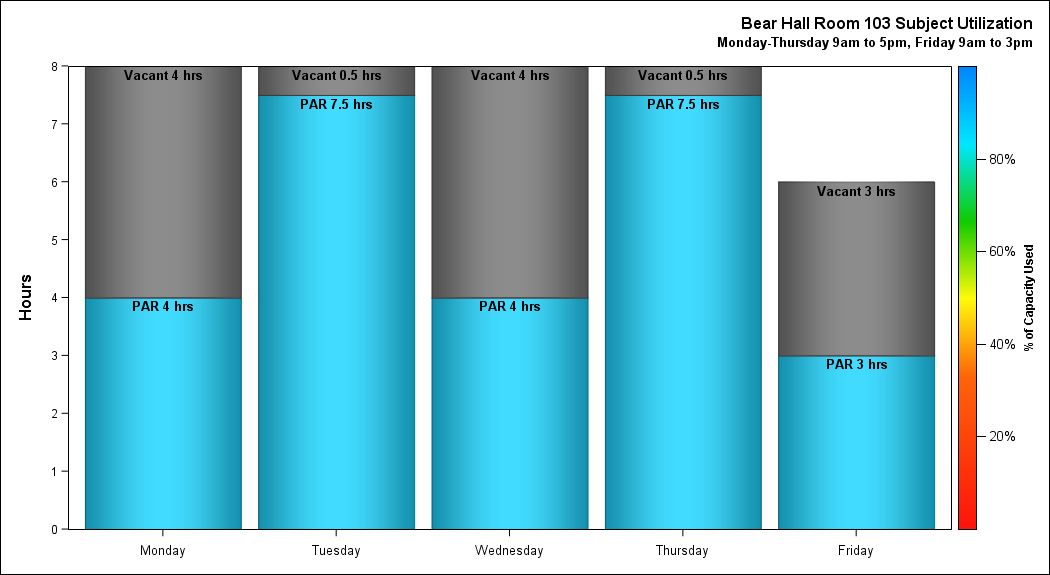 Bear Hall Room 103 Subject Utilization
Monday-Thursday 9am to 5pm, Friday 9am to 3pm
Hours
8
7
6
5
4
3
2
1
0
Vacant 4 hrs
PAR 4 hrs
Vacant 0.5 hrs
PAR 7.5 hrs
Vacant 4 hrs
PAR 4 hrs
Vacant 0.5 hrs
PAR 7.5 hrs
Vacant 3 hrs
PAR 3 hrs
Monday
Tuesday
Wednesday
Thursday
Friday
80%
60%
40%
20%
% of Capacity Used